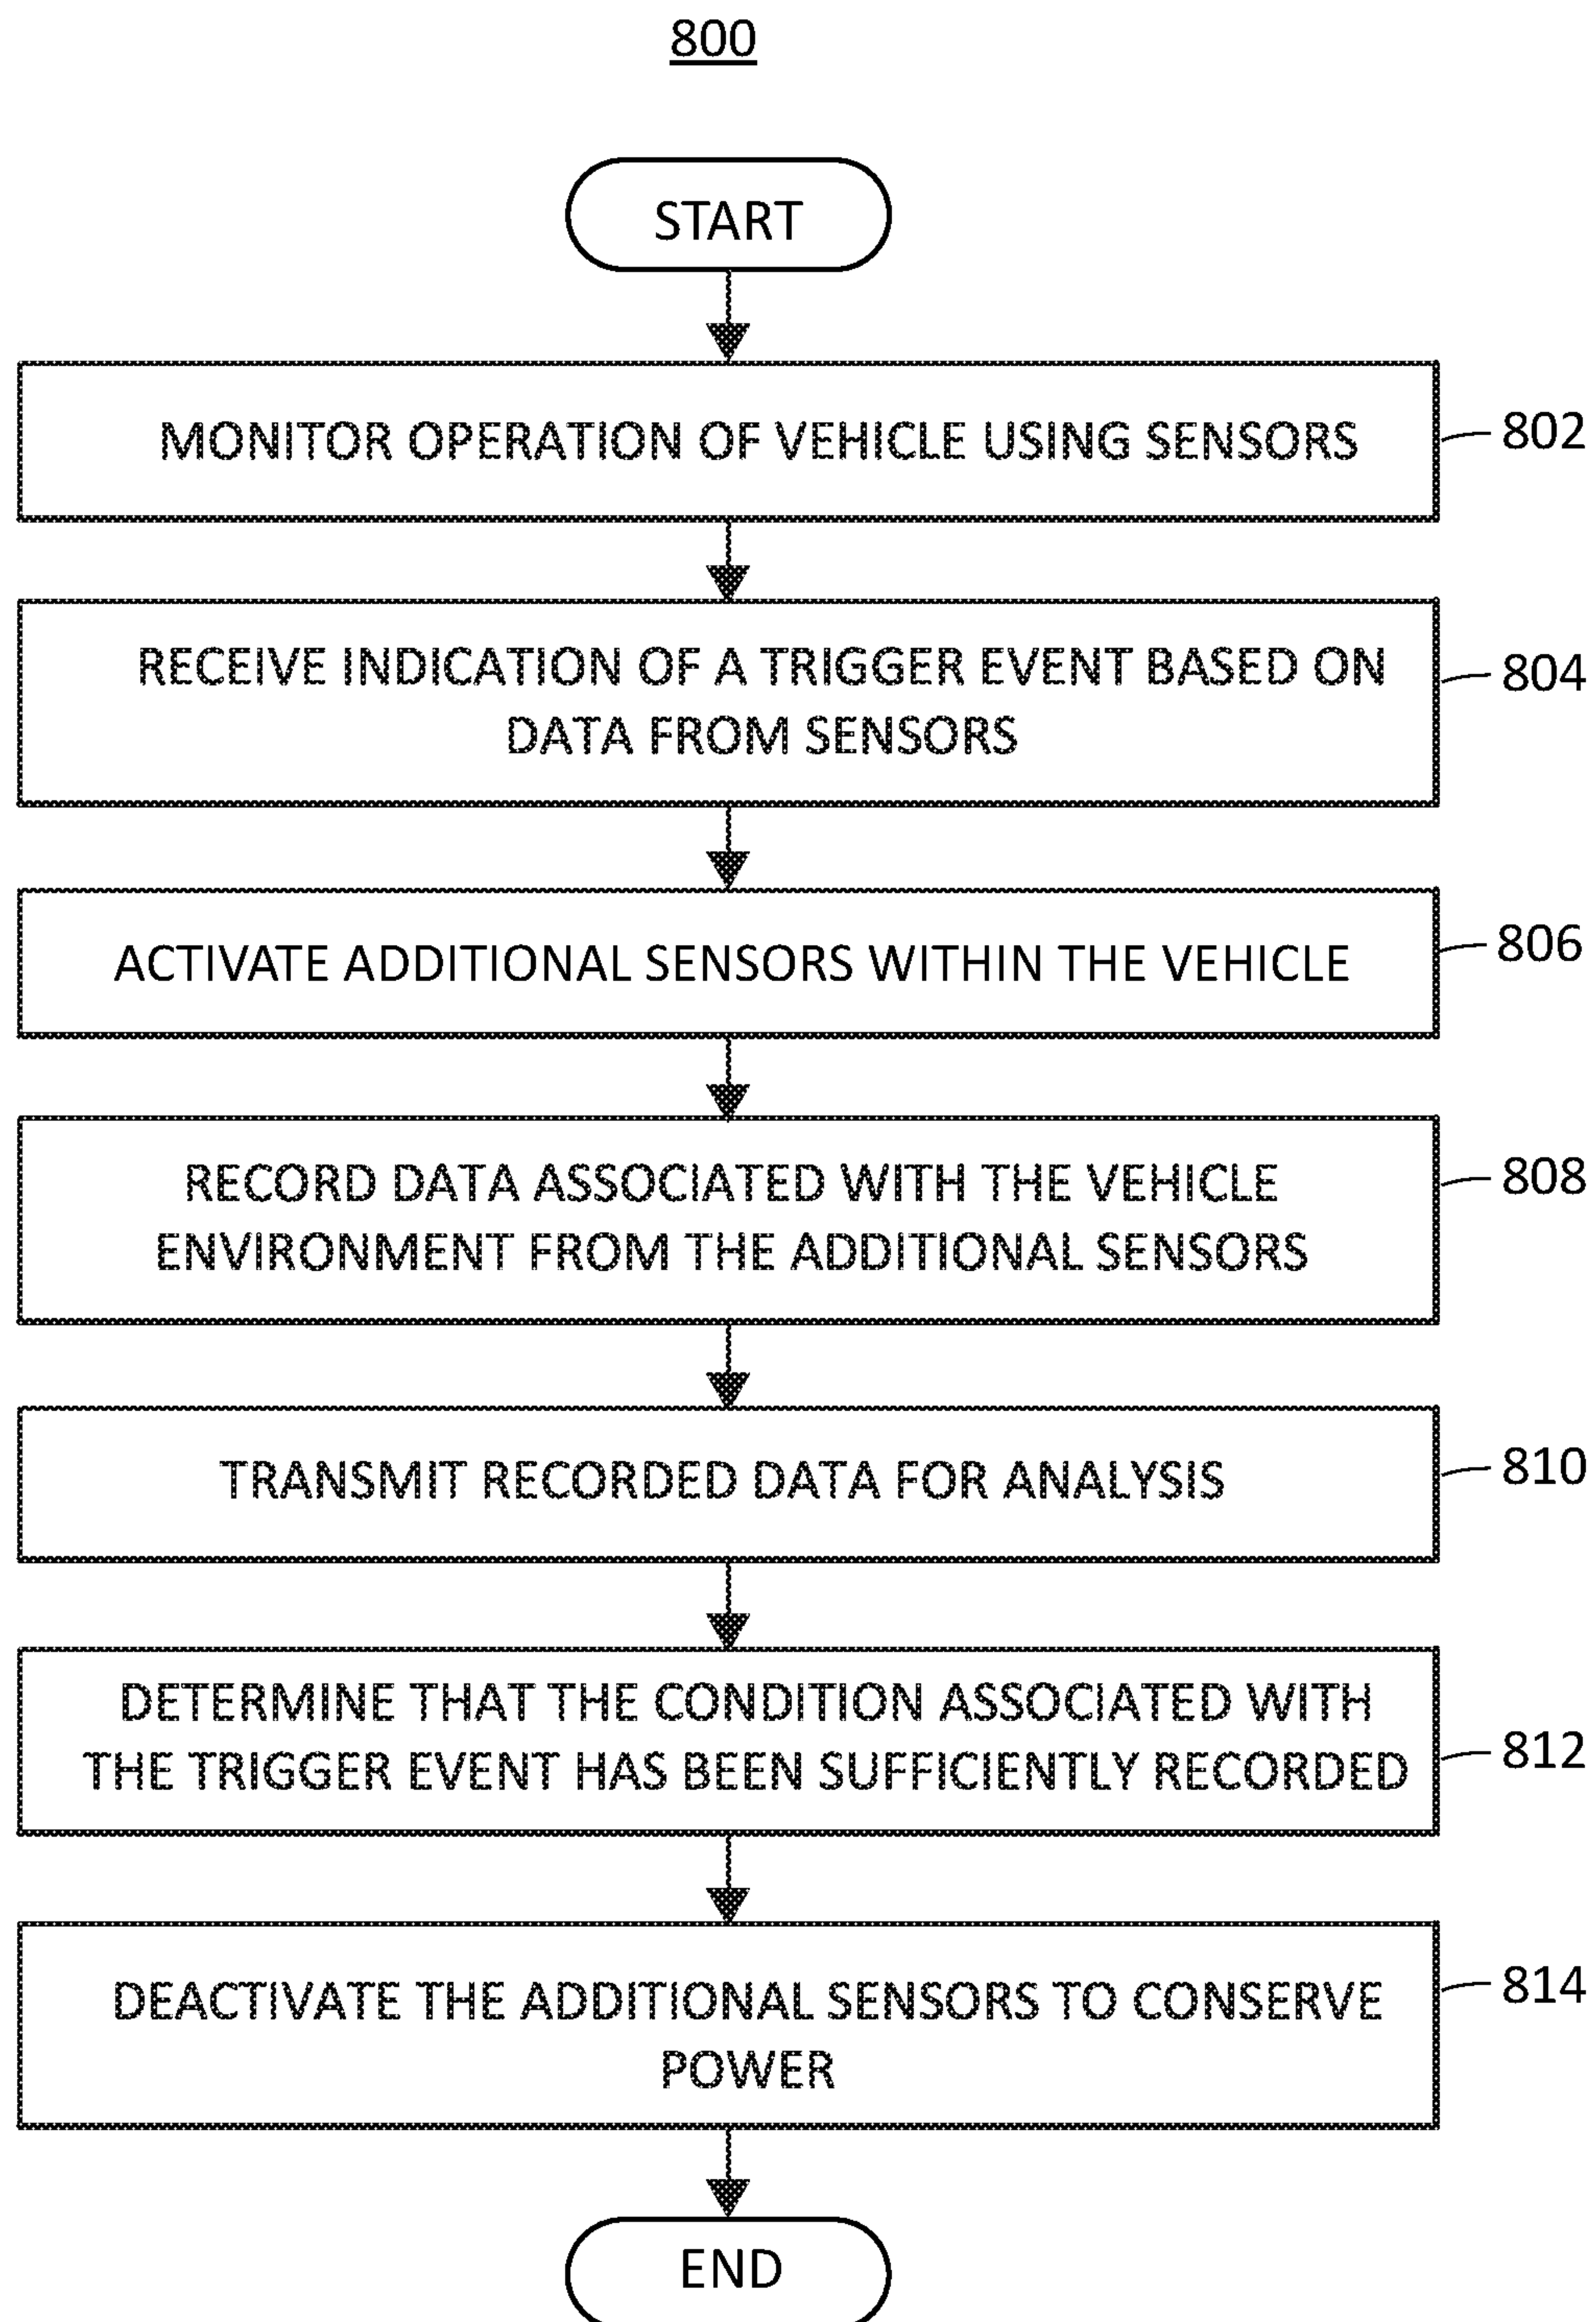 800
START
MONITOR OPERATION OF VEHICLE USING SENSORS
802
RECEIVE INDICATION OF A TRIGGER EVENT BASED ON
DATA FROM SENSORS
804
ACTIVATE ADDITIONAL SENSORS WITHIN THE VEHICLE
806
RECORD DATA ASSOCIATED WITH THE VEHICLE
ENVIRONMENT FROM THE ADDITIONAL SENSORS
808
TRANSMIT RECORDED DATA FOR ANALYSIS
810
DETERMINE THAT THE CONDITION ASSOCIATED WITH
THE TRIGGER EVENT HAS BEEN SUFFICIENTLY RECORDED
812
DEACTIVATE THE ADDITIONAL SENSORS TO CONSERVE
POWER
814
END